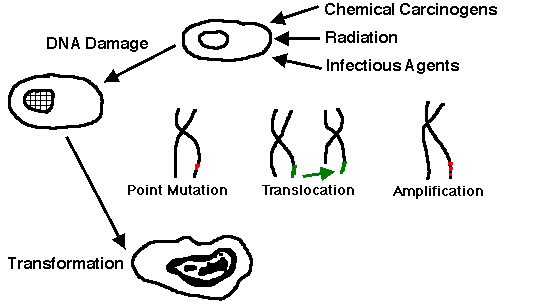 Chemical Carcinogens
DNA Damage
Radiation
Infectious Agents
Point Mutation
Translocation
Amplification
Transformation